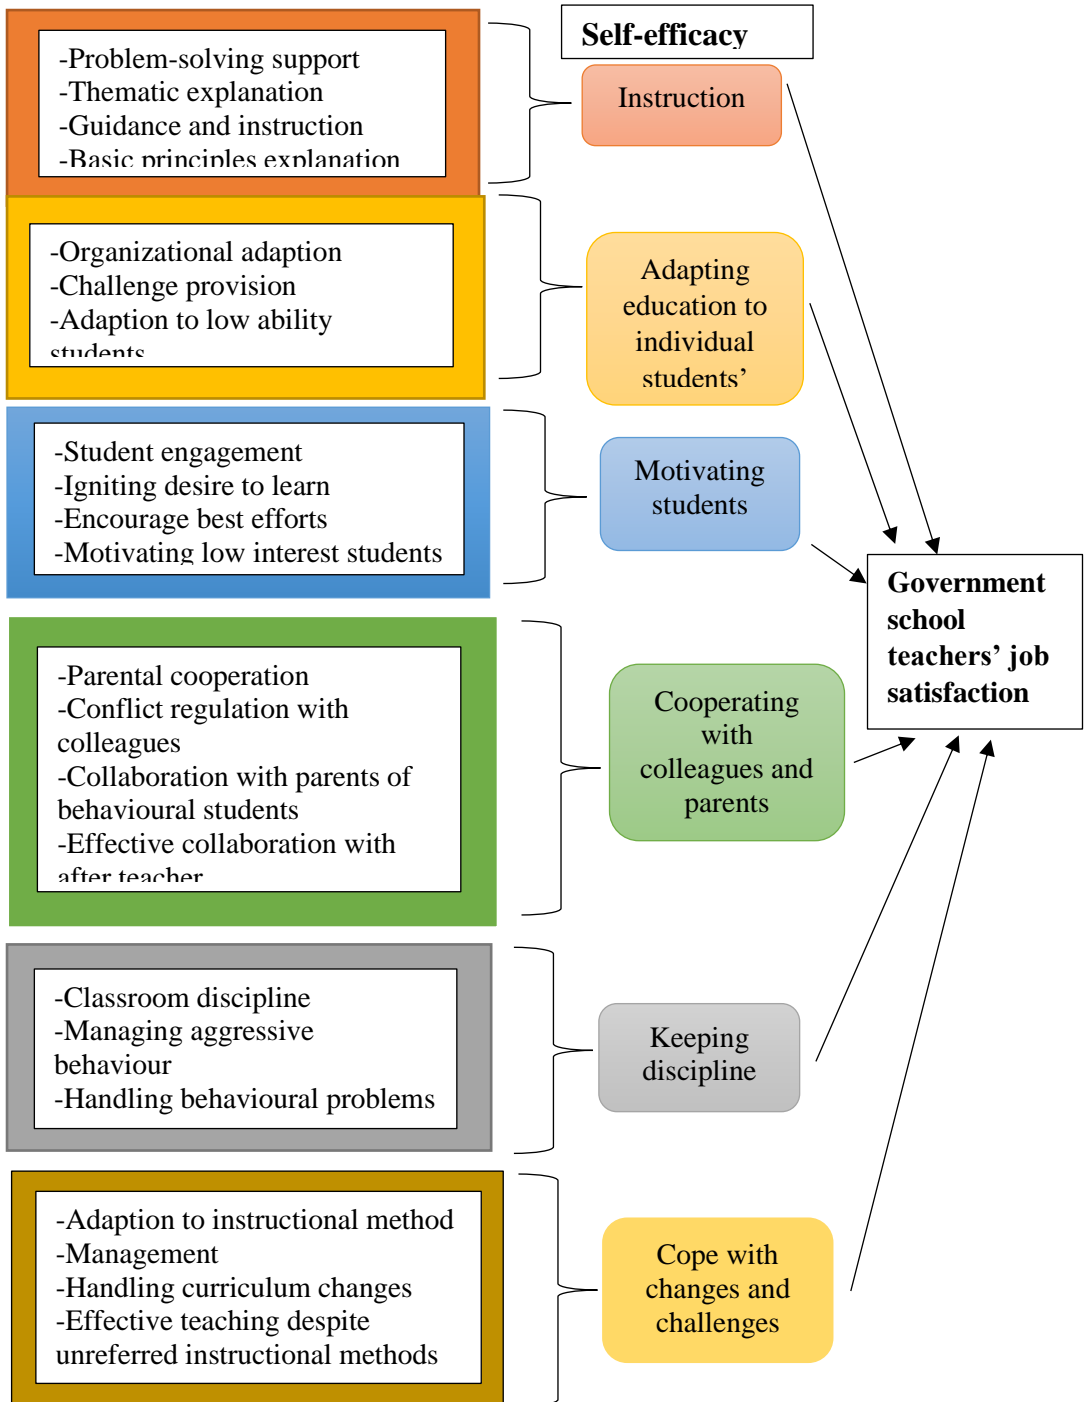 Self-efficacy
-Problem-solving support
-Thematic explanation
-Guidance and instruction
-Basic principles explanation
Instruction
-Organizational adaption
-Challenge provision
-Adaption to low ability
students
Adapting
education to
individual
students’
-Student engagement
-Igniting desire to learn
-Encourage best efforts
-Motivating low interest students
Motivating
students
Government
school
teachers’ job
satisfaction
-Parental cooperation
-Conflict regulation with
colleagues
-Collaboration with parents of
behavioural students
-Effective collaboration with
after teacher
Cooperating
with
colleagues and
parents
-Classroom discipline
-Managing aggressive
behaviour
-Handling behavioural problems
Keeping
discipline
-Adaption to instructional method
-Management
-Handling curriculum changes
-Effective teaching despite
unreferred instructional methods
Cope with
changes and
challenges